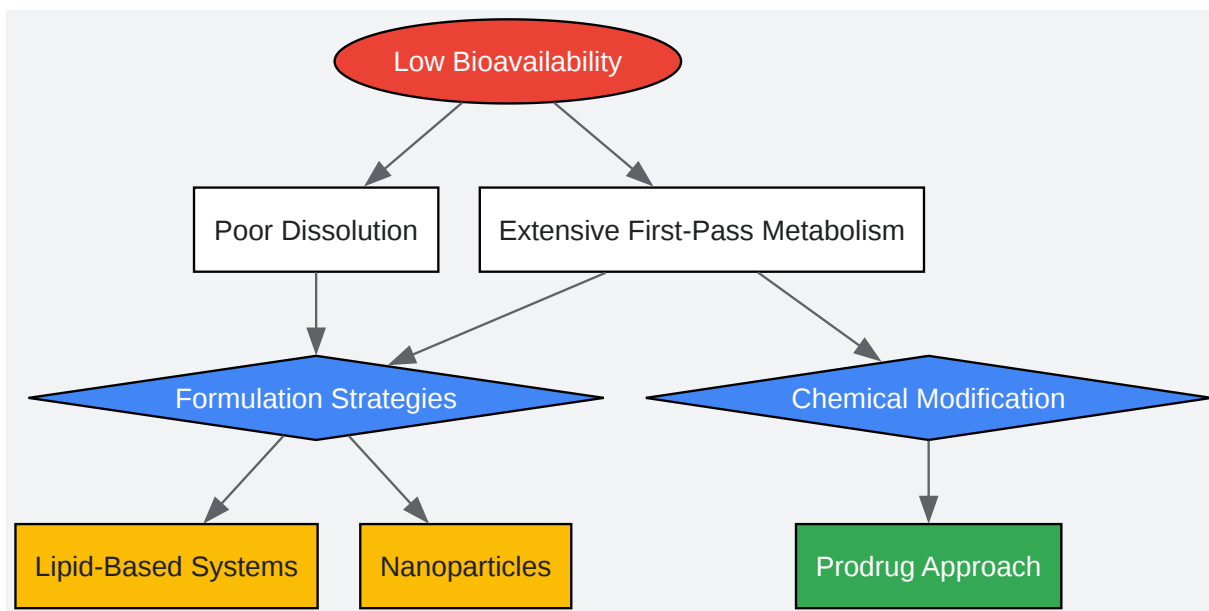 Low Bioavailability
Poor Dissolution
Extensive First-Pass Metabolism
Formulation Strategies
Chemical Modification
Lipid-Based Systems
Nanoparticles
Prodrug Approach